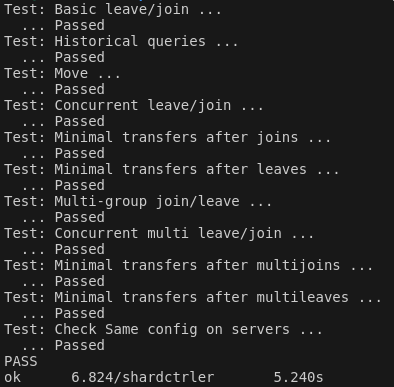 Test: Basic leave/join ...
  ... Passed
Test: Historical queries ...
  ... Passed
Test: Move ...
  ... Passed
Test: Concurrent leave/join ...
  ... Passed
Test: Minimal transfers after joins ...
  ... Passed
Test: Minimal transfers after leaves ...
  ... Passed
Test: Multi-group join/leave ...
  ... Passed
Test: Concurrent multi leave/join ...
  ... Passed
Test: Minimal transfers after multijoins ...
  ... Passed
Test: Minimal transfers after multileaves ...
  ... Passed
Test: Check Same config on servers ...
  ... Passed
PASS
ok      6.824/shardctrler       5.240s